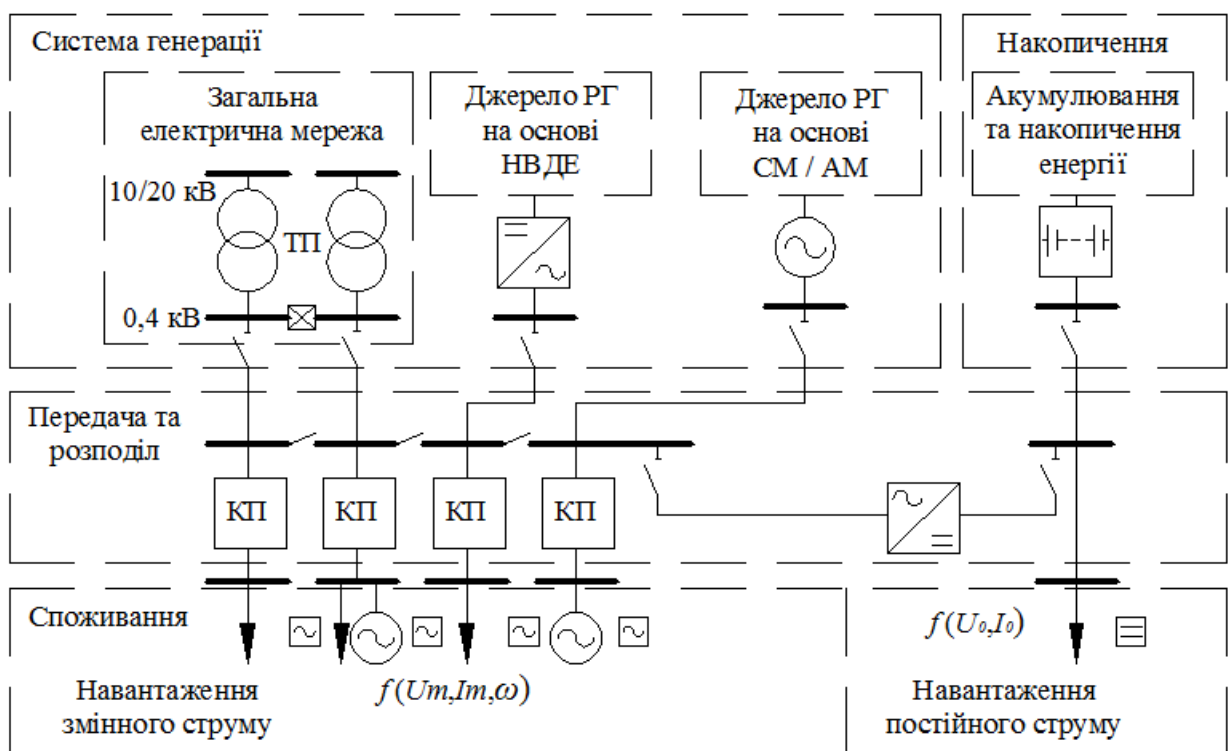 Система генерації
Накопичення
Загальна
електрична мережа
Джерело РГ
на основі
НВДЕ
Джерело РГ
на основі
СМ / АМ
Акумулювання
та накопичення
енергії
10/20 кВ
ТП
0,4 кВ
Передача та
розподіл
КП
КП
КП
КП
Споживання
f(U₀,I₀)
f(Um,Im,ω)
Навантаження
змінного струму
Навантаження
постійного струму